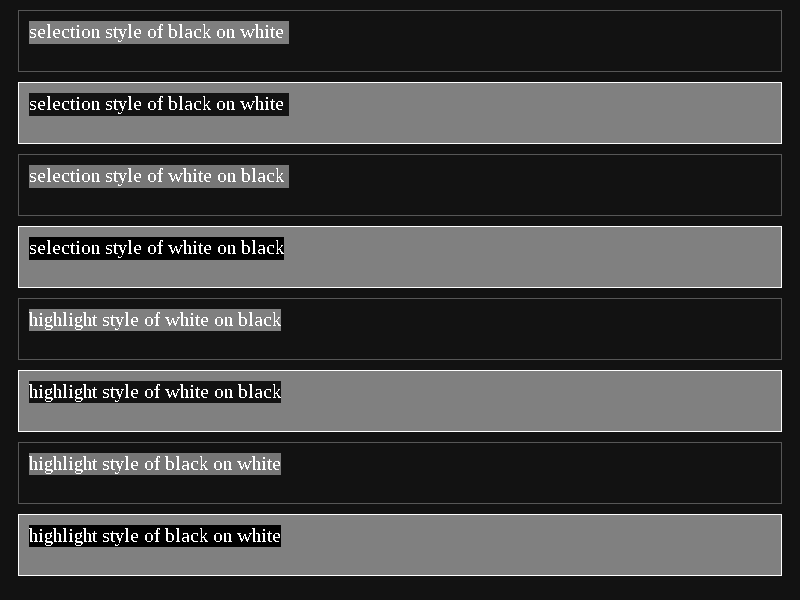 selection style of black on white
selection style of black on white
selection style of white on black
selection style of white on black
highlight style of white on black
highlight style of white on black
highlight style of black on white
highlight style of black on white